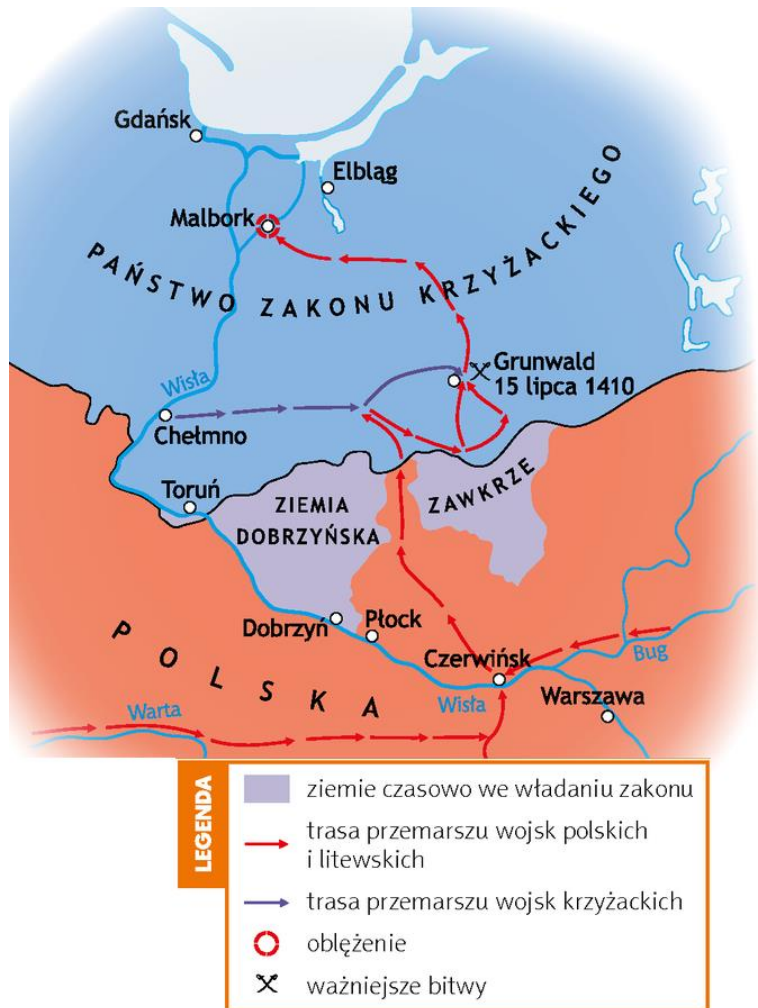 Gdańsk
Elbląg
Malbork
PAŃSTWO ZAKONU KRZYŻACKIEGO
Wisła
Grunwald
15 lipca 1410
Chełmno
Toruń
ZIEMIA
DOBRZYŃSKA
ZAWKRZE
Dobrzyń
Płock
POLSKA
Czerwińsk
Bug
Warta
Wisła
Warszawa
LEGENDA
ziemie czasowo we władaniu zakonu
trasa przemarszu wojsk polskich
i litewskich
trasa przemarszu wojsk krzyżackich
oblężenie
ważniejsze bitwy